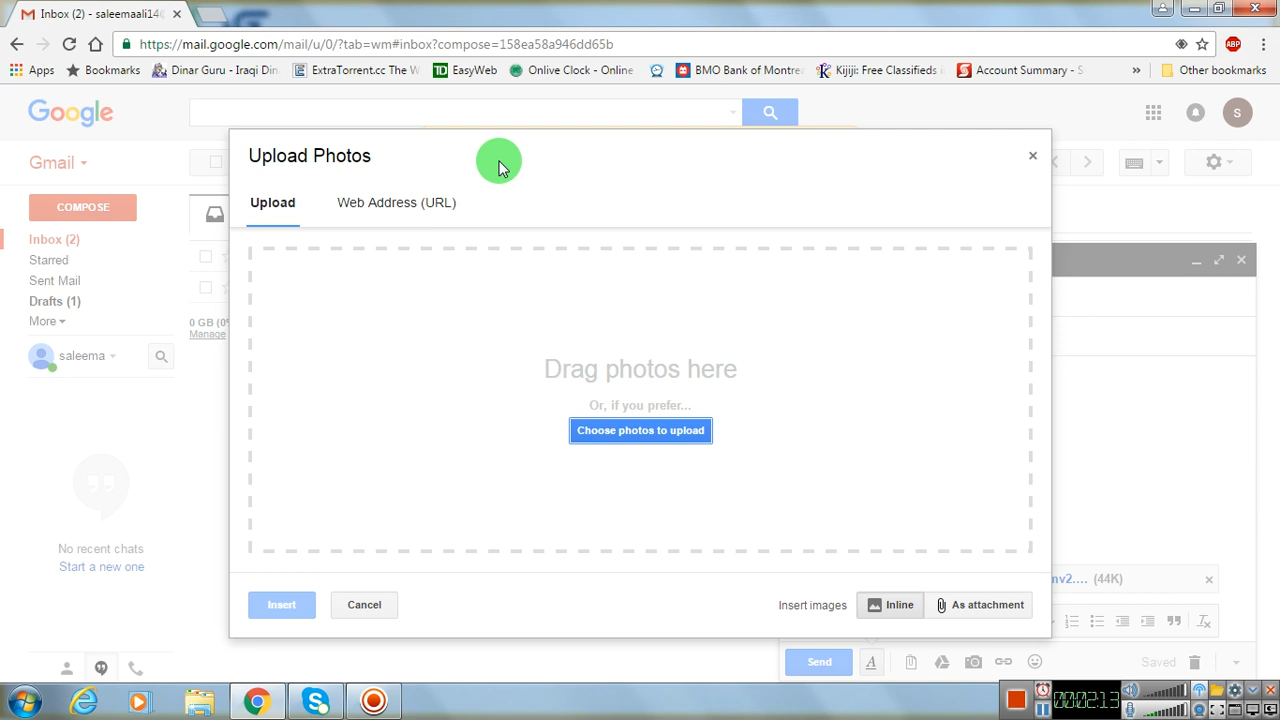 Inbox (2) - saleemaali14@
https://mail.google.com/mail/u/0/?tab=wm#inbox?compose=158ea58a946dd65b
Apps Bookmarks Dinar Guru - Iraqi Din ExtraTorrent.cc The W EasyWeb Onlive Clock - Online BMO Bank of Montre Kijiji: Free Classifieds Account Summary - S » Other bookmarks
Google
S
Upload Photos
Gmail
Upload
Web Address (URL)
COMPOSE
Inbox (2)
Starred
Sent Mail
Drafts (1)
More
0 GB (0%
Manage
saleema
Drag photos here
Or, if you prefer...
Choose photos to upload
No recent chats
Start a new one
nv2.... (44K)
Insert
Cancel
Insert images
Inline
As attachment
Send
Saved
00:02:13